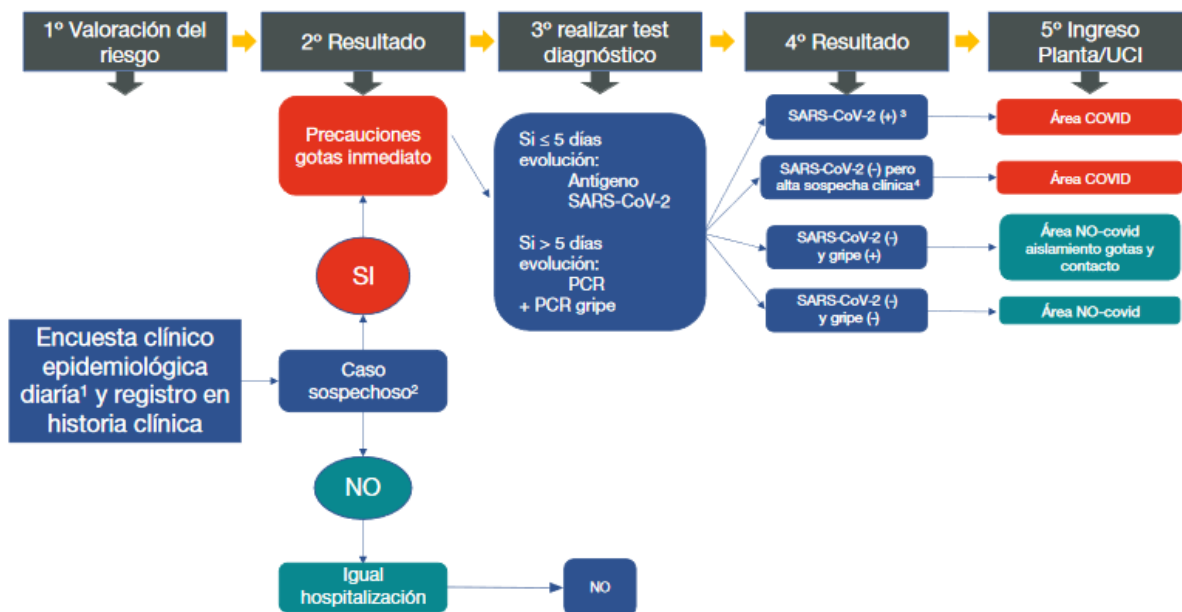 1º Valoración del
riesgo
2º Resultado
3º realizar test
diagnóstico
4º Resultado
5º Ingreso
Planta/UCI
Precauciones
gotas inmediato
SI
Encuesta clínico
epidemiológica
diaría¹ y registro en
historia clínica
Caso
sospechoso²
NO
Igual
hospitalización
NO
Si ≤ 5 días
evolución:
Antígeno
SARS-CoV-2
Si > 5 días
evolución:
PCR
+ PCR gripe
SARS-CoV-2 (+) ³
SARS-CoV-2 (-) pero
alta sospecha clínica⁴
SARS-CoV-2 (-)
y gripe (+)
SARS-CoV-2 (-)
y gripe (-)
Área COVID
Área COVID
Área NO-covid
aislamiento gotas y
contacto
Área NO-covid